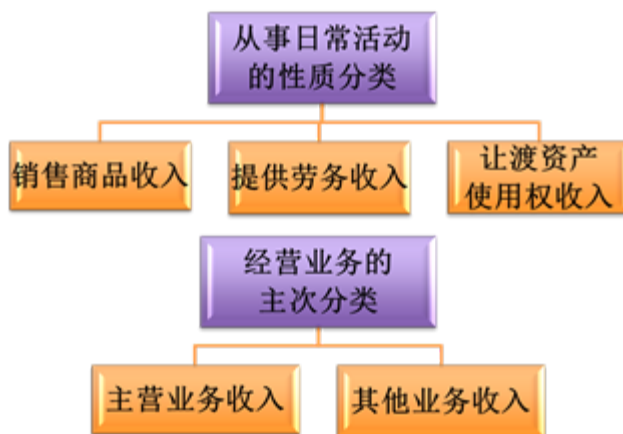 从事日常活动
的性质分类
销售商品收入
提供劳务收入
让渡资产
使用权收入
经营业务的
主次分类
主营业务收入
其他业务收入